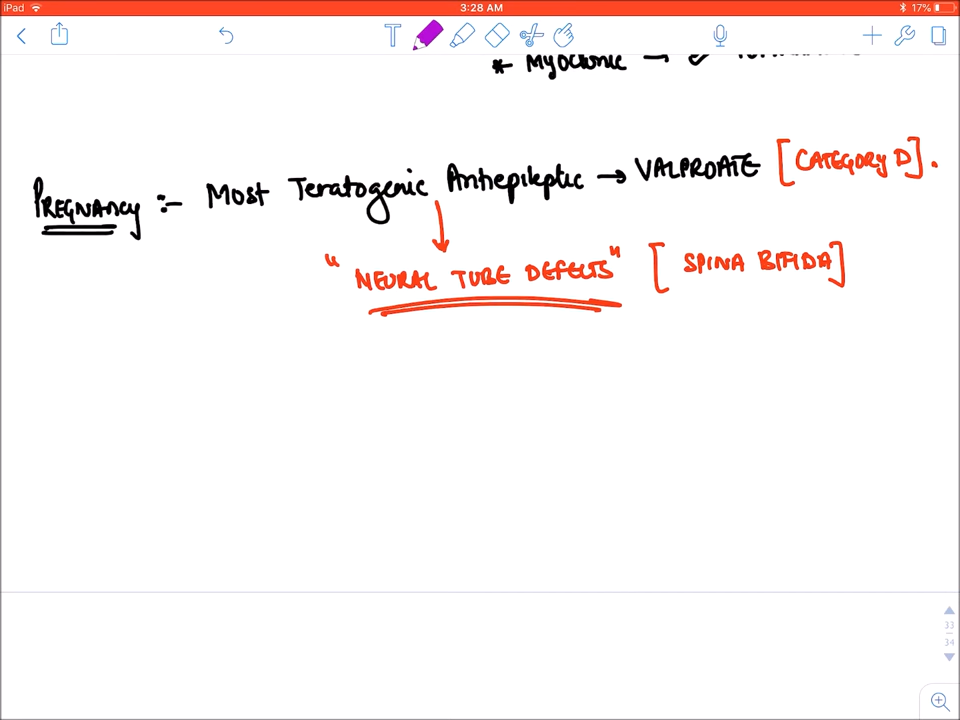 iPad 3:28 AM 17%
* Myoclonic →
PREGNANCY :- Most Teratogenic Antiepileptic → VALPROATE [CATEGORY D].
"NEURAL TUBE DEFECTS" [SPINA BIFIDA]
33
34